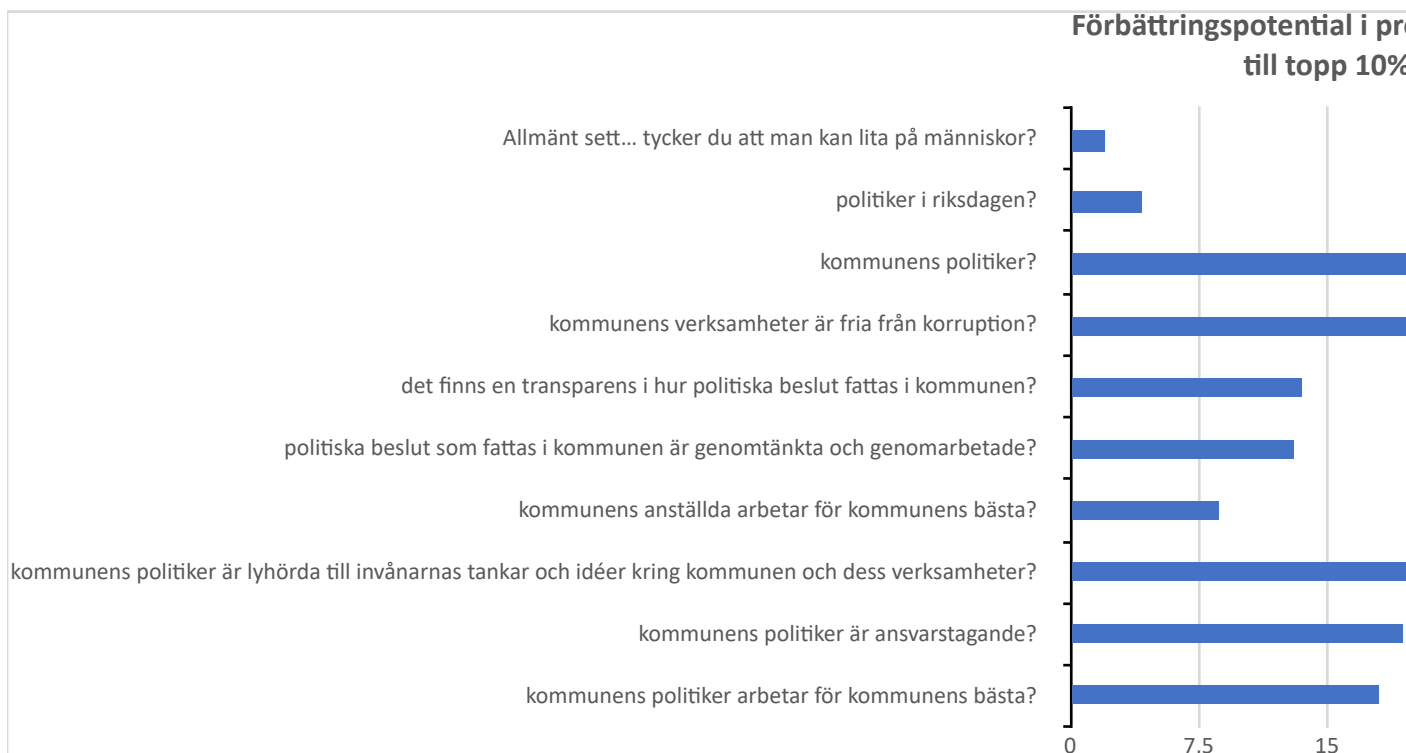 Förbättringspotential i pr
till topp 10%
Allmänt sett... tycker du att man kan lita på människor?
politiker i riksdagen?
kommunens politiker?
kommunens verksamheter är fria från korruption?
det finns en transparens i hur politiska beslut fattas i kommunen?
politiska beslut som fattas i kommunen är genomtänkta och genomarbetade?
kommunens anställda arbetar för kommunens bästa?
kommunens politiker är lyhörda till invånarnas tankar och idéer kring kommunen och dess verksamheter?
kommunens politiker är ansvarstagande?
kommunens politiker arbetar för kommunens bästa?
0 7.5 15